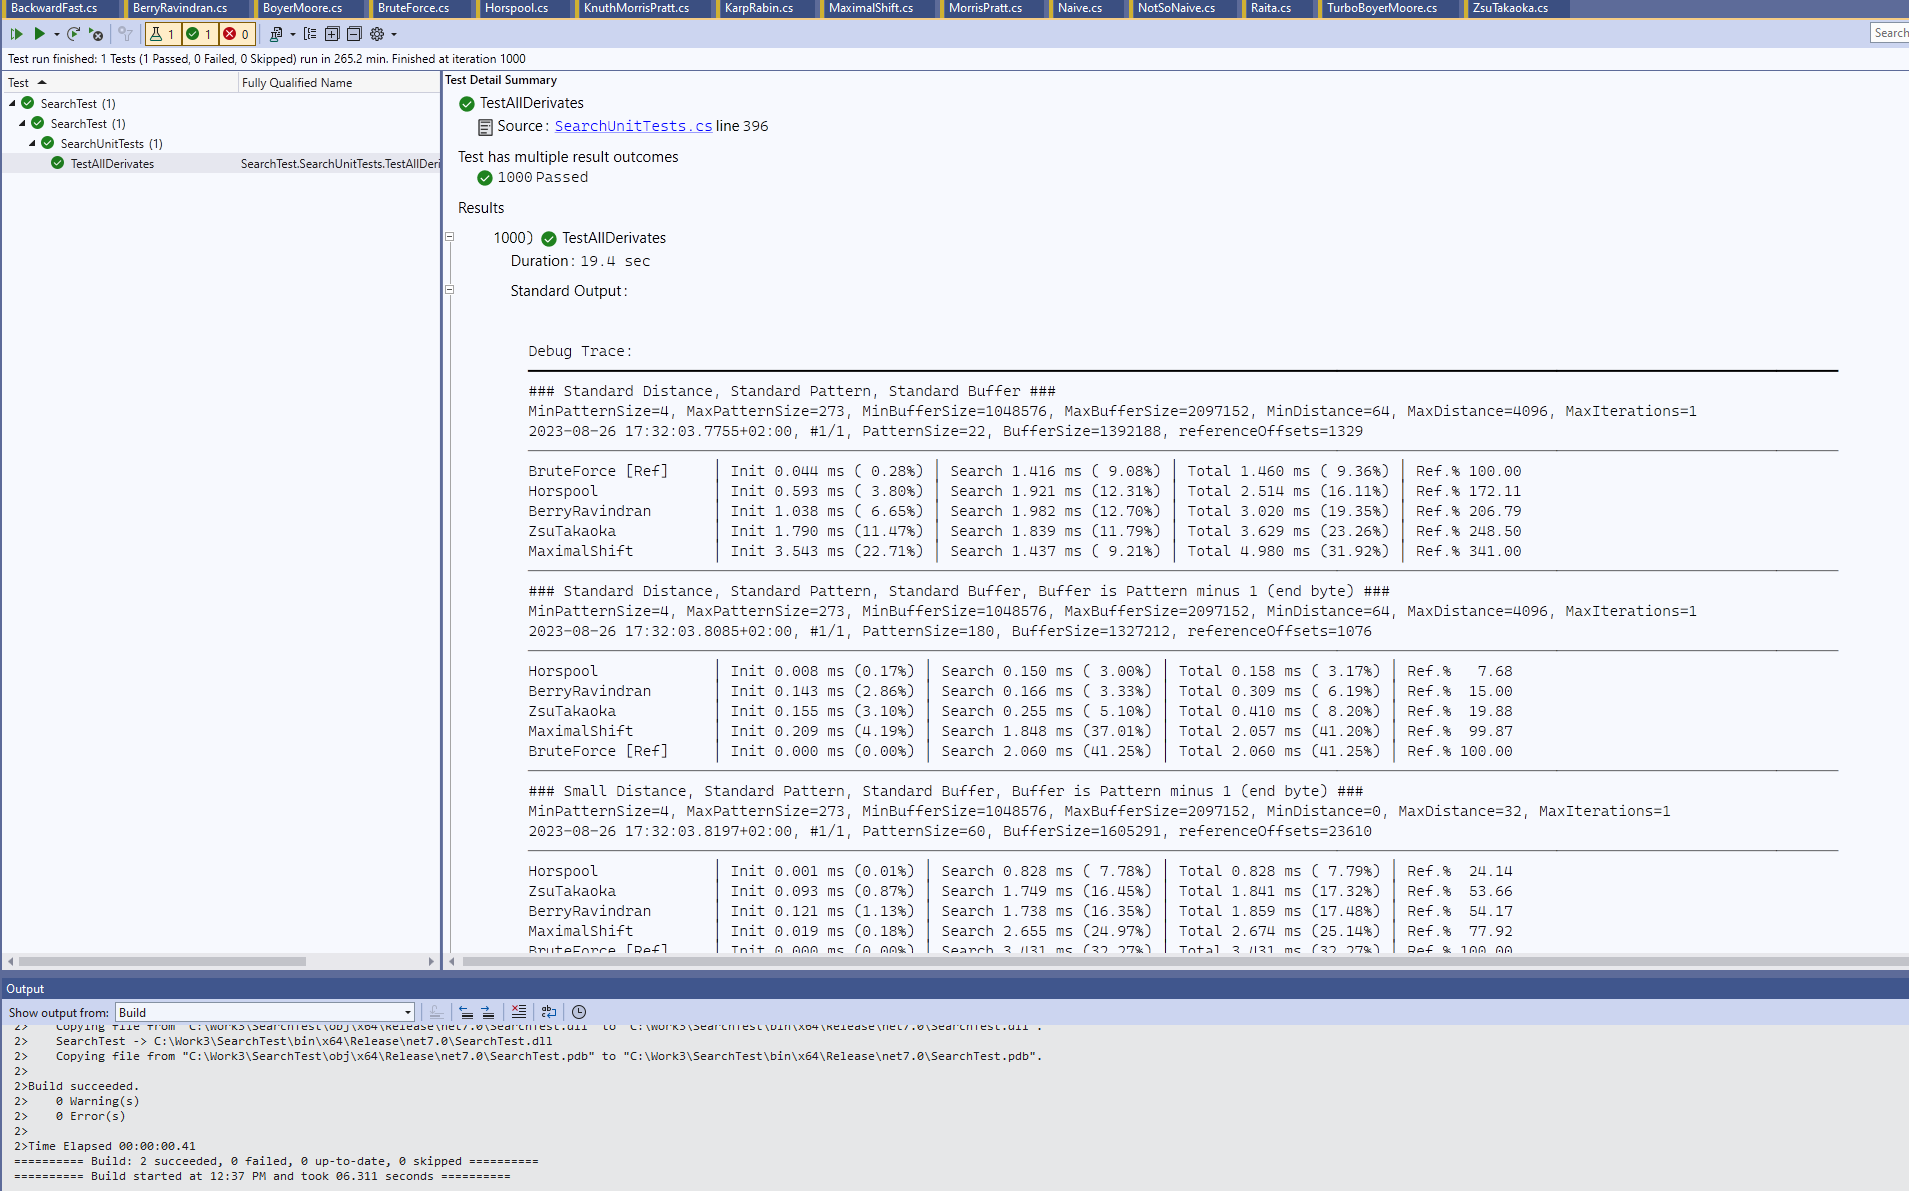 BackwardFast.cs BerryRavindran.cs BoyerMoore.cs BruteForce.cs Horspool.cs KnuthMorrisPratt.cs KarpRabin.cs MaximalShift.cs MorrisPratt.cs Naive.cs NotSoNaive.cs Raita.cs TurboBoyerMoore.cs ZsuTakaoka.cs
1 1 0 Search
Test run finished: 1 Tests (1 Passed, 0 Failed, 0 Skipped) run in 265.2 min. Finished at iteration 1000
Test Fully Qualified Name
SearchTest (1)
SearchTest (1)
SearchUnitTests (1)
TestAllDerivates SearchTest.SearchUnitTests.TestAllDeri
Test Detail Summary
TestAllDerivates
Source: SearchUnitTests.cs line 396
Test has multiple result outcomes
1000 Passed
Results
1000) TestAllDerivates
Duration: 19.4 sec
Standard Output:
Debug Trace:
### Standard Distance, Standard Pattern, Standard Buffer ###
MinPatternSize=4, MaxPatternSize=273, MinBufferSize=1048576, MaxBufferSize=2097152, MinDistance=64, MaxDistance=4096, MaxIterations=1
2023-08-26 17:32:03.7755+02:00, #1/1, PatternSize=22, BufferSize=1392188, referenceOffsets=1329
BruteForce [Ref] | Init 0.044 ms ( 0.28%) | Search 1.416 ms ( 9.08%) | Total 1.460 ms ( 9.36%) | Ref.% 100.00
Horspool | Init 0.593 ms ( 3.80%) | Search 1.921 ms (12.31%) | Total 2.514 ms (16.11%) | Ref.% 172.11
BerryRavindran | Init 1.038 ms ( 6.65%) | Search 1.982 ms (12.70%) | Total 3.020 ms (19.35%) | Ref.% 206.79
ZsuTakaoka | Init 1.790 ms (11.47%) | Search 1.839 ms (11.79%) | Total 3.629 ms (23.26%) | Ref.% 248.50
MaximalShift | Init 3.543 ms (22.71%) | Search 1.437 ms ( 9.21%) | Total 4.980 ms (31.92%) | Ref.% 341.00
### Standard Distance, Standard Pattern, Standard Buffer, Buffer is Pattern minus 1 (end byte) ###
MinPatternSize=4, MaxPatternSize=273, MinBufferSize=1048576, MaxBufferSize=2097152, MinDistance=64, MaxDistance=4096, MaxIterations=1
2023-08-26 17:32:03.8085+02:00, #1/1, PatternSize=180, BufferSize=1327212, referenceOffsets=1076
Horspool | Init 0.008 ms (0.17%) | Search 0.150 ms ( 3.00%) | Total 0.158 ms ( 3.17%) | Ref.% 7.68
BerryRavindran | Init 0.143 ms (2.86%) | Search 0.166 ms ( 3.33%) | Total 0.309 ms ( 6.19%) | Ref.% 15.00
ZsuTakaoka | Init 0.155 ms (3.10%) | Search 0.255 ms ( 5.10%) | Total 0.410 ms ( 8.20%) | Ref.% 19.88
MaximalShift | Init 0.209 ms (4.19%) | Search 1.848 ms (37.01%) | Total 2.057 ms (41.20%) | Ref.% 99.87
BruteForce [Ref] | Init 0.000 ms (0.00%) | Search 2.060 ms (41.25%) | Total 2.060 ms (41.25%) | Ref.% 100.00
### Small Distance, Standard Pattern, Standard Buffer, Buffer is Pattern minus 1 (end byte) ###
MinPatternSize=4, MaxPatternSize=273, MinBufferSize=1048576, MaxBufferSize=2097152, MinDistance=0, MaxDistance=32, MaxIterations=1
2023-08-26 17:32:03.8197+02:00, #1/1, PatternSize=60, BufferSize=1605291, referenceOffsets=23610
Horspool | Init 0.001 ms (0.01%) | Search 0.828 ms ( 7.78%) | Total 0.828 ms ( 7.79%) | Ref.% 24.14
ZsuTakaoka | Init 0.093 ms (0.87%) | Search 1.749 ms (16.45%) | Total 1.841 ms (17.32%) | Ref.% 53.66
BerryRavindran | Init 0.121 ms (1.13%) | Search 1.738 ms (16.35%) | Total 1.859 ms (17.48%) | Ref.% 54.17
MaximalShift | Init 0.019 ms (0.18%) | Search 2.655 ms (24.97%) | Total 2.674 ms (25.14%) | Ref.% 77.92
BruteForce [Ref] | Init 0.000 ms (0.00%) | Search 3.431 ms (32.27%) | Total 3.431 ms (32.27%) | Ref.% 100.00
Output
Show output from: Build
2> Copying file from "C:\Work3\SearchTest\obj\x64\Release\net7.0\SearchTest.dll" to "C:\Work3\SearchTest\bin\x64\Release\net7.0\SearchTest.dll".
2> SearchTest -> C:\Work3\SearchTest\bin\x64\Release\net7.0\SearchTest.dll
2> Copying file from "C:\Work3\SearchTest\obj\x64\Release\net7.0\SearchTest.pdb" to "C:\Work3\SearchTest\bin\x64\Release\net7.0\SearchTest.pdb".
2>
2>Build succeeded.
2> 0 Warning(s)
2> 0 Error(s)
2>
2>Time Elapsed 00:00:00.41
========== Build: 2 succeeded, 0 failed, 0 up-to-date, 0 skipped ==========
========== Build started at 12:37 PM and took 06.311 seconds ==========